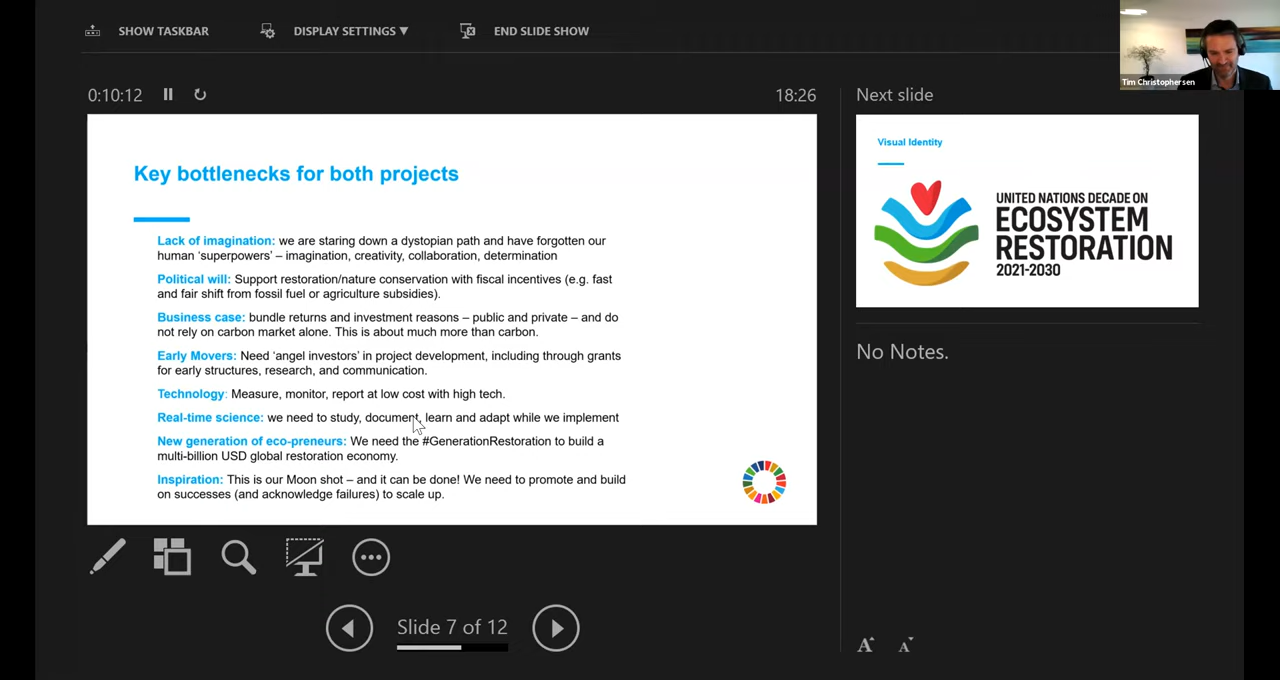 SHOW TASKBAR
DISPLAY SETTINGS ▼
END SLIDE SHOW
Tim Christophersen
0:10:12
18:26
Key bottlenecks for both projects
Lack of imagination: we are staring down a dystopian path and have forgotten our
human ‘superpowers’ – imagination, creativity, collaboration, determination
Political will: Support restoration/nature conservation with fiscal incentives (e.g. fast
and fair shift from fossil fuel or agriculture subsidies).
Business case: bundle returns and investment reasons – public and private – and do
not rely on carbon market alone. This is about much more than carbon.
Early Movers: Need ‘angel investors’ in project development, including through grants
for early structures, research, and communication.
Technology: Measure, monitor, report at low cost with high tech.
Real-time science: we need to study, document, learn and adapt while we implement
New generation of eco-preneurs: We need the #GenerationRestoration to build a
multi-billion USD global restoration economy.
Inspiration: This is our Moon shot – and it can be done! We need to promote and build
on successes (and acknowledge failures) to scale up.
Slide 7 of 12
Next slide
Visual Identity
UNITED NATIONS DECADE ON
ECOSYSTEM
RESTORATION
2021-2030
No Notes.
A A